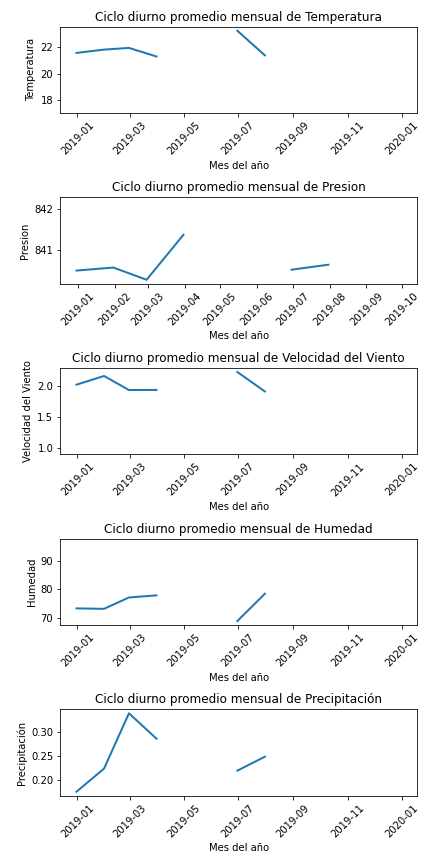 Ciclo diurno promedio mensual de Temperatura
Temperatura
22
20
18
2019-01 2019-03 2019-05 2019-07 2019-09 2019-11 2020-01
Mes del año
Ciclo diurno promedio mensual de Presion
Presion
842
841
2019-01 2019-02 2019-03 2019-04 2019-05 2019-06 2019-07 2019-08 2019-09 2019-10
Mes del año
Ciclo diurno promedio mensual de Velocidad del Viento
Velocidad del Viento
2.0
1.5
1.0
2019-01 2019-03 2019-05 2019-07 2019-09 2019-11 2020-01
Mes del año
Ciclo diurno promedio mensual de Humedad
Humedad
90
80
70
2019-01 2019-03 2019-05 2019-07 2019-09 2019-11 2020-01
Mes del año
Ciclo diurno promedio mensual de Precipitación
Precipitación
0.30
0.25
0.20
2019-01 2019-03 2019-05 2019-07 2019-09 2019-11 2020-01
Mes del año